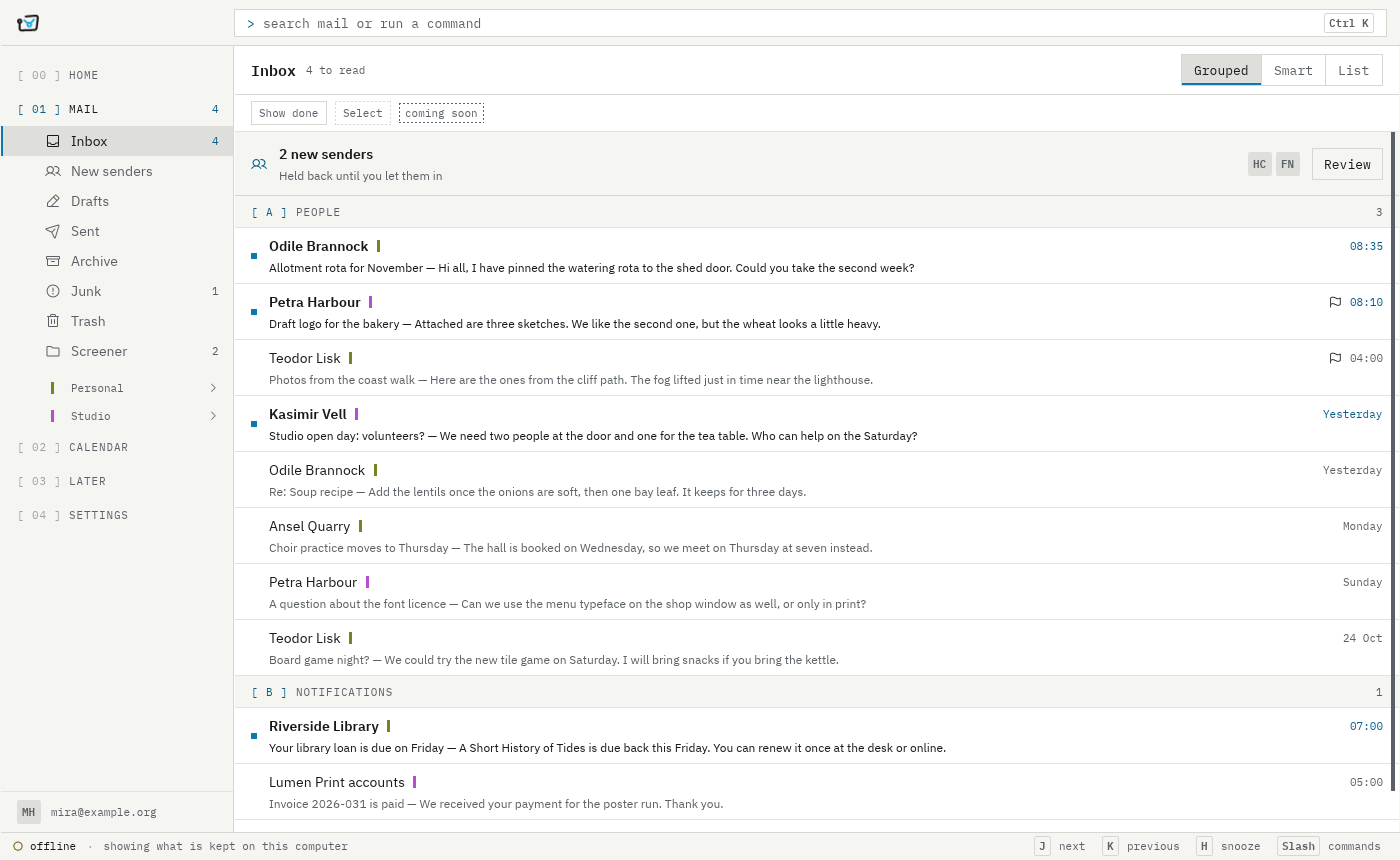 > search mail or run a command Ctrl K
[ 00 ] HOME
[ 01 ] MAIL 4
Inbox 4
New senders
Drafts
Sent
Archive
Junk 1
Trash
Screener 2
Personal
Studio
[ 02 ] CALENDAR
[ 03 ] LATER
[ 04 ] SETTINGS
MH mira@example.org
Inbox 4 to read
Grouped Smart List
Show done Select coming soon
2 new senders
Held back until you let them in
HC FN Review
[ A ] PEOPLE 3
Odile Brannock 08:35
Allotment rota for November — Hi all, I have pinned the watering rota to the shed door. Could you take the second week?
Petra Harbour 08:10
Draft logo for the bakery — Attached are three sketches. We like the second one, but the wheat looks a little heavy.
Teodor Lisk 04:00
Photos from the coast walk — Here are the ones from the cliff path. The fog lifted just in time near the lighthouse.
Kasimir Vell Yesterday
Studio open day: volunteers? — We need two people at the door and one for the tea table. Who can help on the Saturday?
Odile Brannock Yesterday
Re: Soup recipe — Add the lentils once the onions are soft, then one bay leaf. It keeps for three days.
Ansel Quarry Monday
Choir practice moves to Thursday — The hall is booked on Wednesday, so we meet on Thursday at seven instead.
Petra Harbour Sunday
A question about the font licence — Can we use the menu typeface on the shop window as well, or only in print?
Teodor Lisk 24 Oct
Board game night? — We could try the new tile game on Saturday. I will bring snacks if you bring the kettle.
[ B ] NOTIFICATIONS 1
Riverside Library 07:00
Your library loan is due on Friday — A Short History of Tides is due back this Friday. You can renew it once at the desk or online.
Lumen Print accounts 05:00
Invoice 2026-031 is paid — We received your payment for the poster run. Thank you.
offline · showing what is kept on this computer
J next K previous H snooze Slash commands